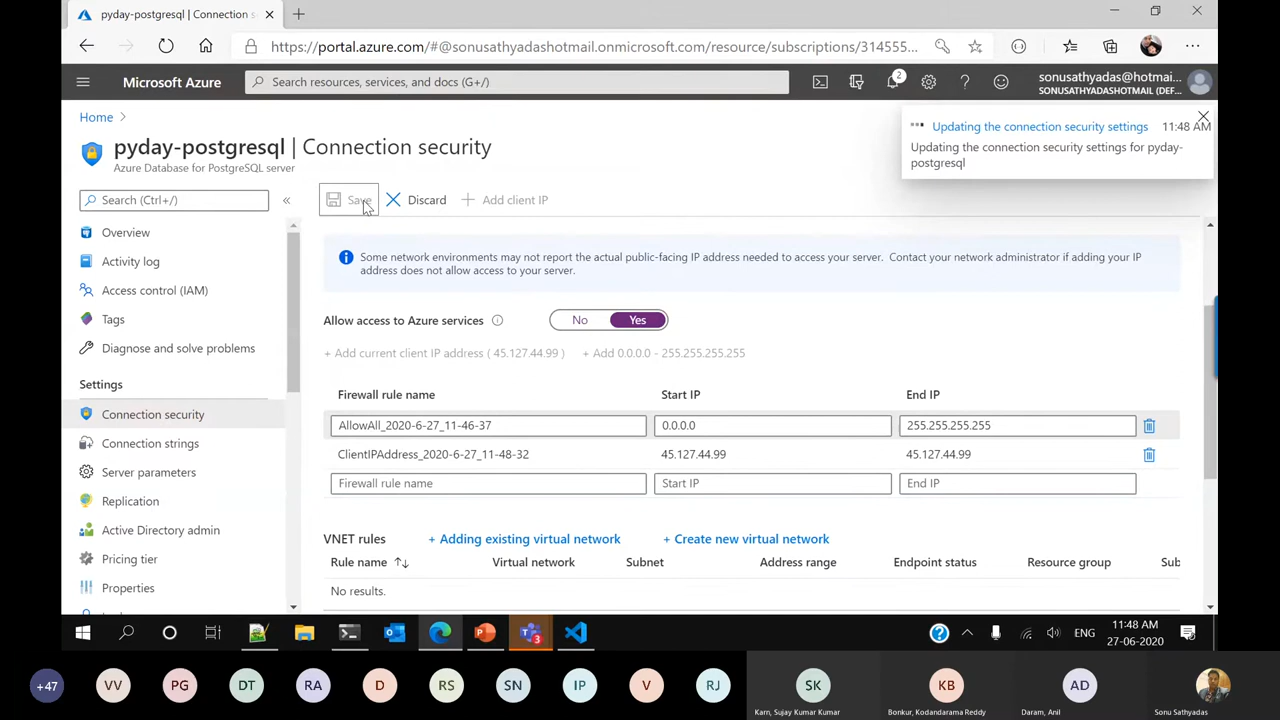 pyday-postgresql | Connection s
https://portal.azure.com/#@sonusathyadashotmail.onmicrosoft.com/resource/subscriptions/314555...
Microsoft Azure
Search resources, services, and docs (G+/)
2
sonusathyadas@hotmai...
SONUSATHYADASHOTMAIL (DEF...
Home >
Updating the connection security settings 11:48 AM
Updating the connection security settings for pyday-
postgresql
pyday-postgresql | Connection security
Azure Database for PostgreSQL server
Search (Ctrl+/)
«
Save
Discard
+ Add client IP
Overview
Activity log
Access control (IAM)
Tags
Diagnose and solve problems
Settings
Connection security
Connection strings
Server parameters
Replication
Active Directory admin
Pricing tier
Properties
Some network environments may not report the actual public-facing IP address needed to access your server. Contact your network administrator if adding your IP
address does not allow access to your server.
Allow access to Azure services
No Yes
+ Add current client IP address ( 45.127.44.99 ) + Add 0.0.0.0 - 255.255.255.255
Firewall rule name Start IP End IP
AllowAll_2020-6-27_11-46-37 0.0.0.0 255.255.255.255
ClientIPAddress_2020-6-27_11-48-32 45.127.44.99 45.127.44.99
Firewall rule name Start IP End IP
VNET rules + Adding existing virtual network + Create new virtual network
Rule name ↑↓ Virtual network Subnet Address range Endpoint status Resource group Sub
No results.
3
ENG
11:48 AM
27-06-2020
+47 VV PG DT RA D RS SN IP V RJ SK KB AD
Karn, Sujay Kumar Kumar
Bonkur, Kodandarama Reddy
Daram, Anil
Sonu Sathyadas